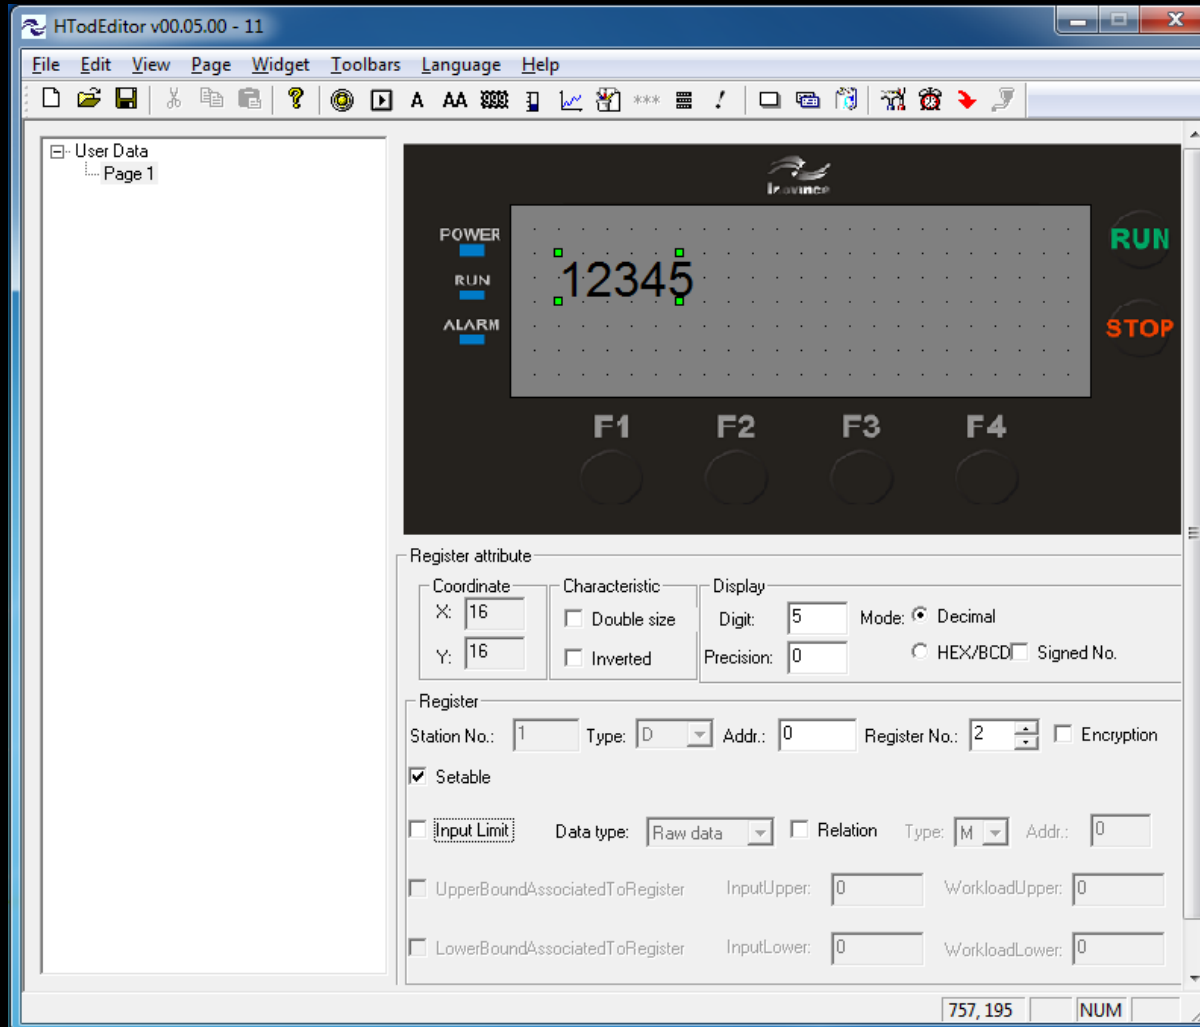 HTodEditor v00.05.00 - 11
File Edit View Page Widget Toolbars Language Help
A AA ***
User Data
Page 1
Inovance
POWER
RUN
ALARM
12345
RUN
STOP
F1 F2 F3 F4
Register attribute
Coordinate
X: 16
Y: 16
Characteristic
Double size
Inverted
Display
Digit: 5 Mode: Decimal
Precision: 0 HEX/BCD Signed No.
Register
Station No.: 1 Type: D Addr.: 0 Register No.: 2 Encryption
Setable
Input Limit Data type: Raw data Relation Type: M Addr.: 0
UpperBoundAssociatedToRegister InputUpper: 0 WorkloadUpper: 0
LowerBoundAssociatedToRegister InputLower: 0 WorkloadLower: 0
757, 195 NUM